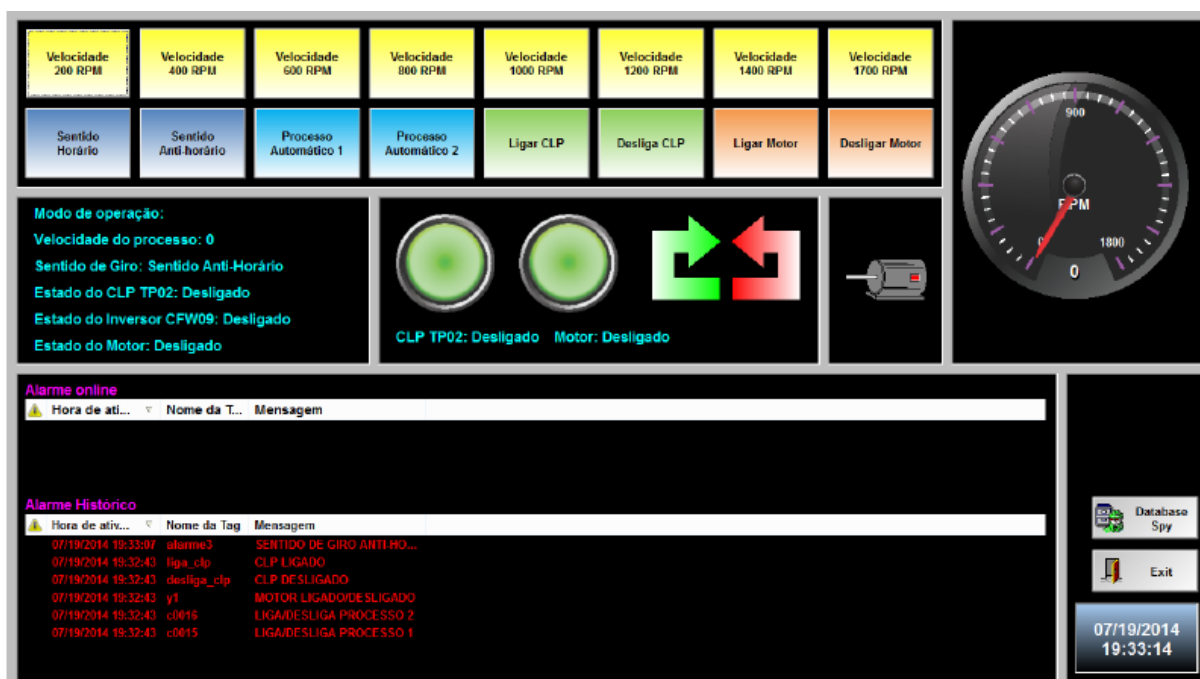 Velocidade 200 RPM
Velocidade 400 RPM
Velocidade 600 RPM
Velocidade 800 RPM
Velocidade 1000 RPM
Velocidade 1200 RPM
Velocidade 1400 RPM
Velocidade 1700 RPM
Sentido Horário
Sentido Anti-horário
Processo Automático 1
Processo Automático 2
Ligar CLP
Desliga CLP
Ligar Motor
Desligar Motor
900
RPM
0
1800
0
Modo de operação:
Velocidade do processo: 0
Sentido de Giro: Sentido Anti-Horário
Estado do CLP TP02: Desligado
Estado do Inversor CFW09: Desligado
Estado do Motor: Desligado
CLP TP02: Desligado Motor: Desligado
Alarme online
Hora de ati... Nome da T... Mensagem
Alarme Histórico
Hora de ativ... Nome da Tag Mensagem
07/19/2014 19:33:07 alarme3 SENTIDO DE GIRO ANTI HO...
07/19/2014 19:32:43 liga_clp CLP LIGADO
07/19/2014 19:32:43 desliga_clp CLP DESLIGADO
07/19/2014 19:32:43 y1 MOTOR LIGADO/DESLIGADO
07/19/2014 19:32:43 c0016 LIGA/DESLIGA PROCESSO 2
07/19/2014 19:32:43 c0015 LIGA/DESLIGA PROCESSO 1
Database Spy
Exit
07/19/2014
19:33:14